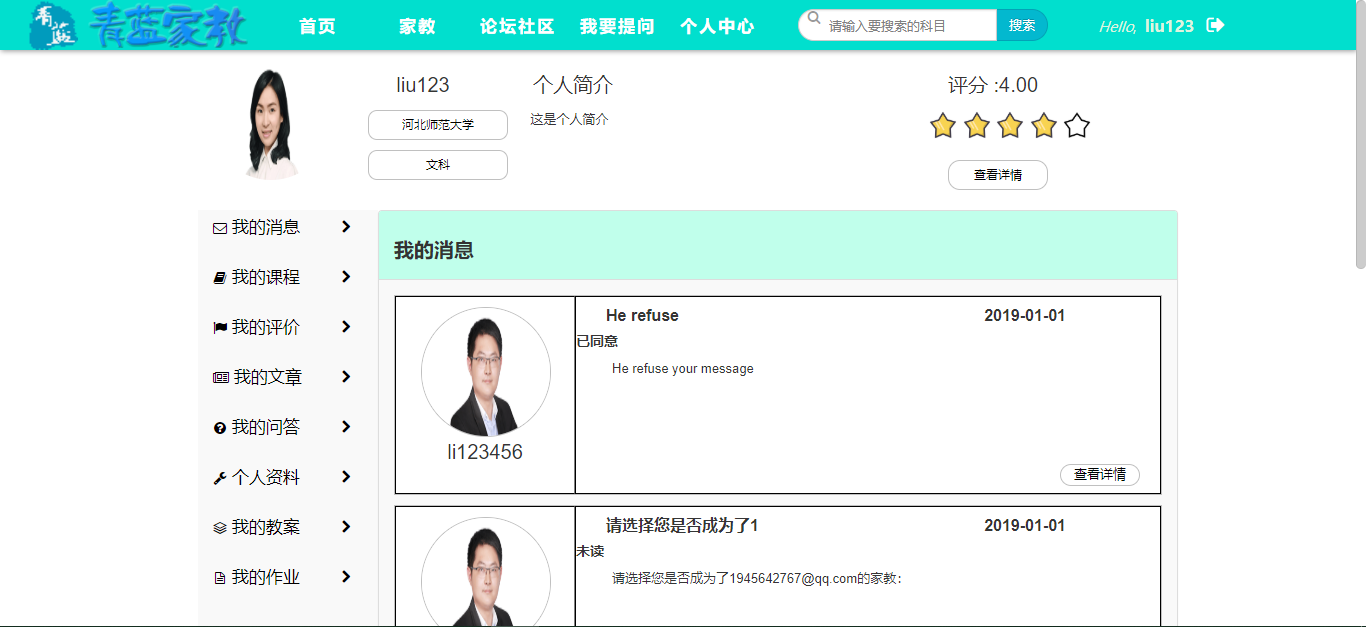 青蓝
青蓝家教
首页 家教 论坛社区 我要提问 个人中心 请输入要搜索的科目 搜索 Hello, liu123
liu123 个人简介 评分 :4.00
河北师范大学 这是个人简介
文科
查看详情
我的消息
我的课程
我的评价
我的文章
我的问答
个人资料
我的教案
我的作业
我的消息
He refuse 2019-01-01
已同意
He refuse your message
li123456
查看详情
请选择您是否成为了1 2019-01-01
未读
请选择您是否成为了1945642767@qq.com的家教: